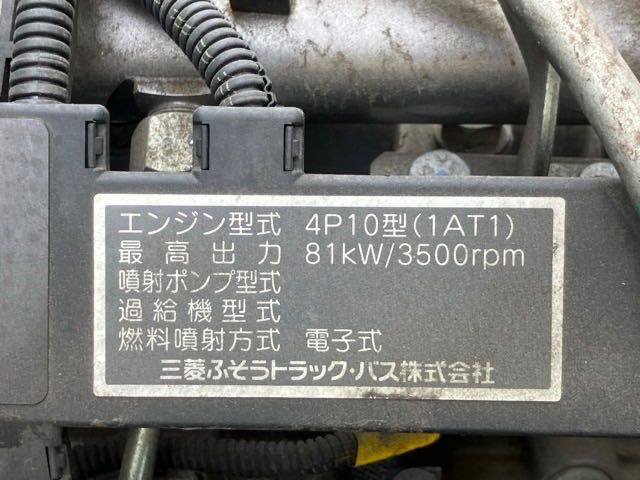 エンジン型式 4P10型(1AT1)
最高出力 81kW/3500rpm
噴射ポンプ型式
過給機型式
燃料噴射方式 電子式
三菱ふそうトラック・バス株式会社